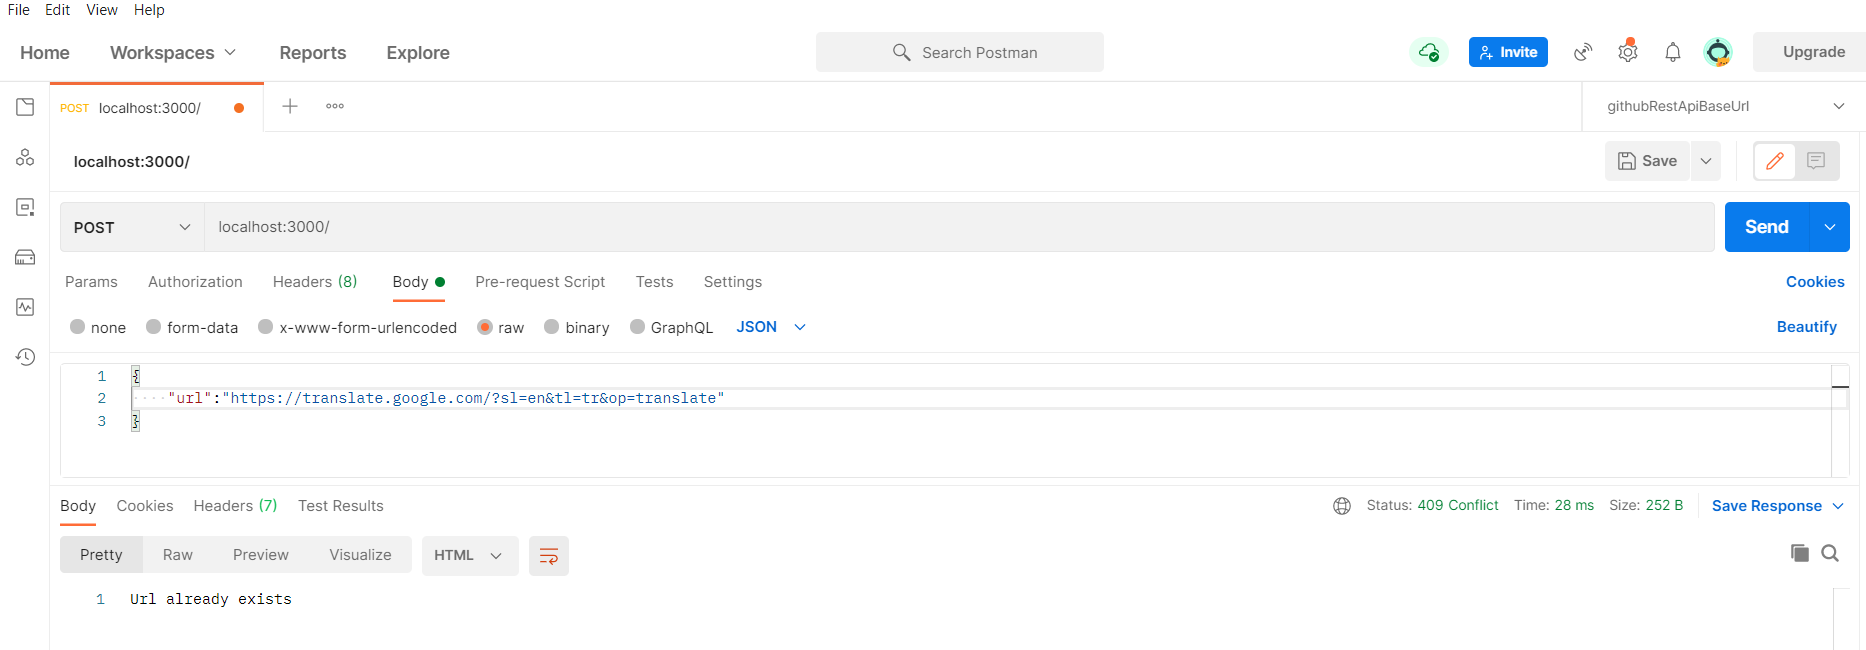 File Edit View Help
Home Workspaces Reports Explore Search Postman Invite Upgrade
POST localhost:3000/ githubRestApiBaseUrl
localhost:3000/ Save
POST localhost:3000/ Send
Params Authorization Headers (8) Body Pre-request Script Tests Settings Cookies
none form-data x-www-form-urlencoded raw binary GraphQL JSON Beautify
1 {
2 "url":"https://translate.google.com/?sl=en&tl=tr&op=translate"
3 }
Body Cookies Headers (7) Test Results Status: 409 Conflict Time: 28 ms Size: 252 B Save Response
Pretty Raw Preview Visualize HTML
1 Url already exists